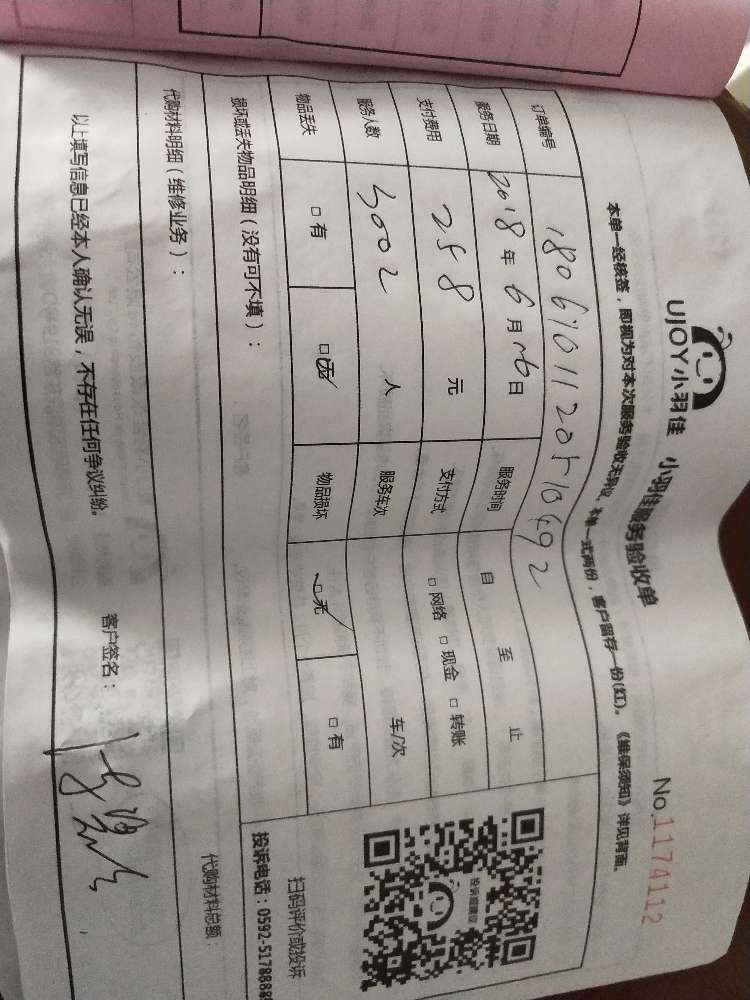 UJOY小羽佳 小羽佳服务验收单 No.1174112
本单一经核签，即视为对本次服务验收无异议。本单一式两份，客户留存一份(红)。《维保须知》详见背面。
订单编号
服务日期 2018年6月26日 服务时间 自 至 止
支付费用 258 元 支付方式 □网络 □现金 □转账
服务人数 3002 人 服务车次 车/次
物品丢失 □有 □无 物品损坏 □无 □有
损坏或丢失物品明细（没有可不填）：
扫码评价或投诉
投诉电话：0592-5178888
代购材料明细（维修业务）： 代购材料总额：
以上填写信息已经本人确认无误，不存在任何争议纠纷。 客户签名：